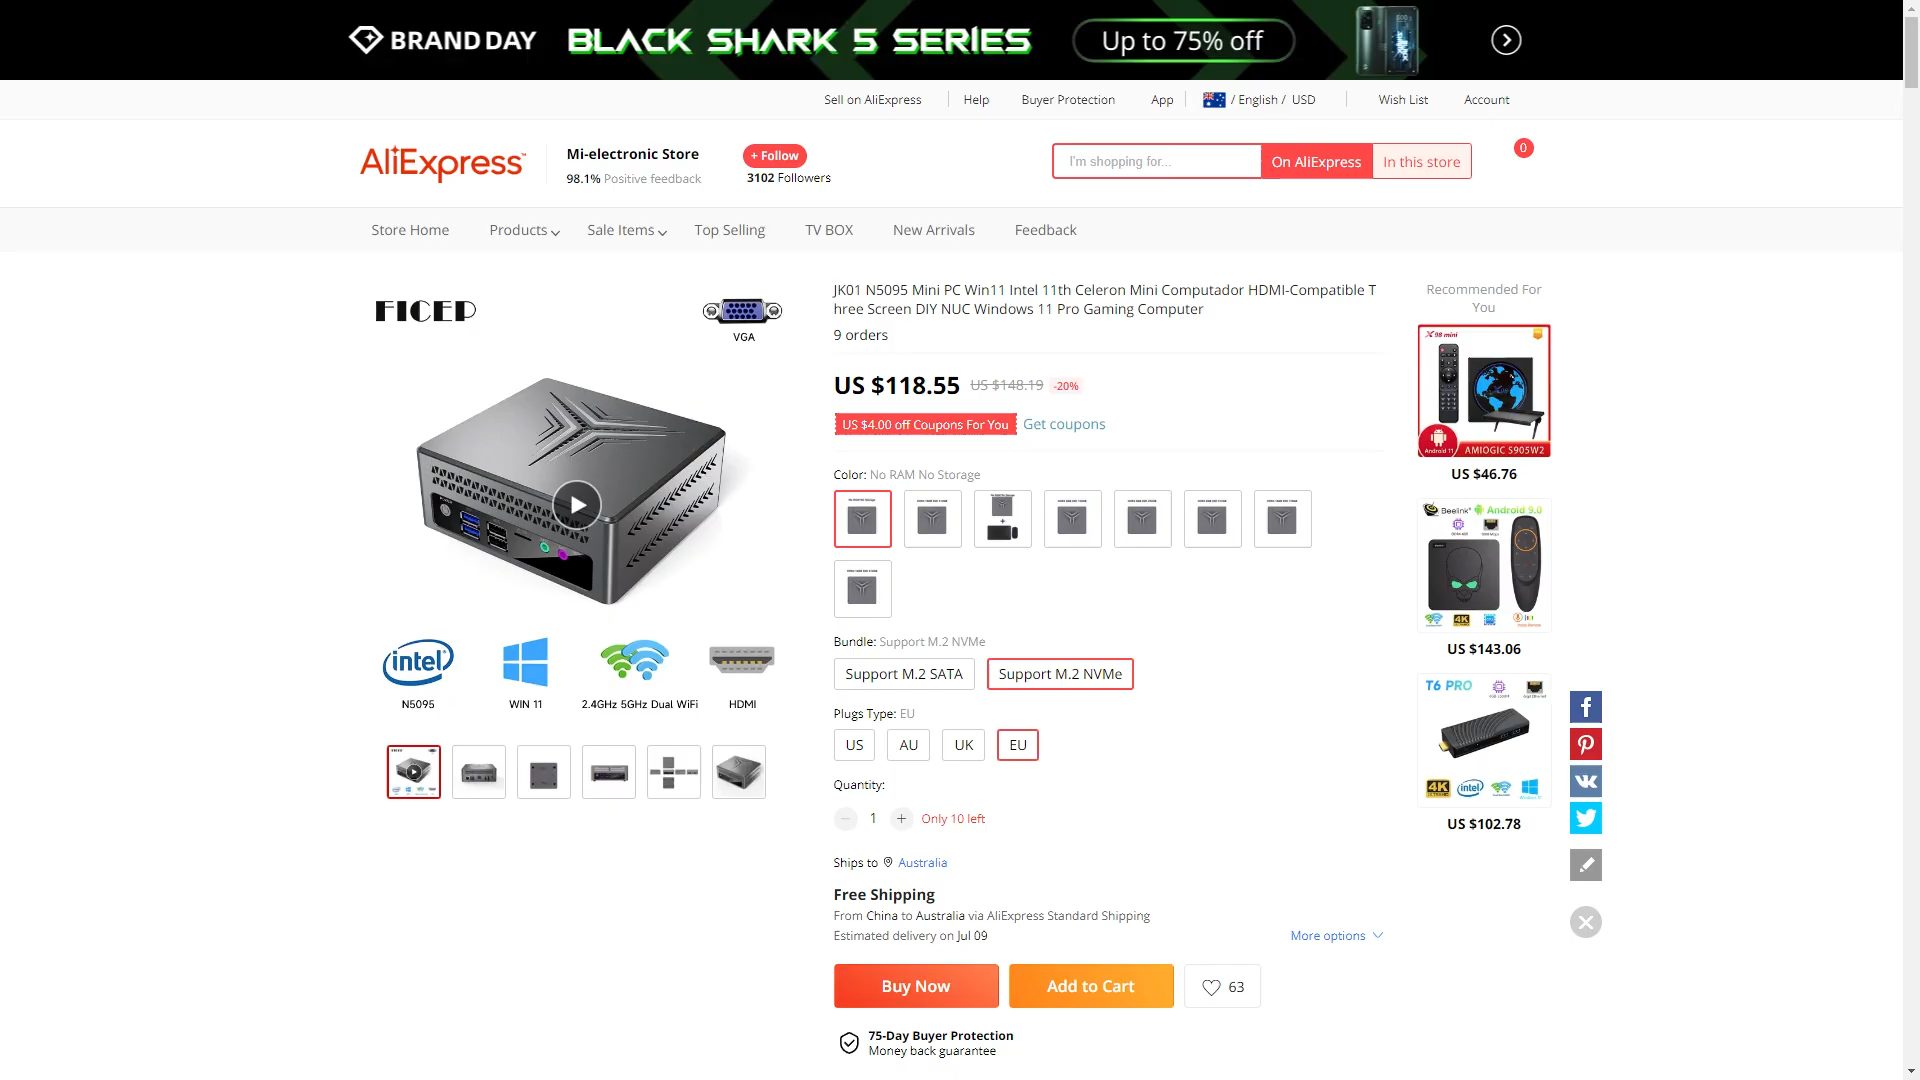 BRAND DAY
BLACK SHARK 5 SERIES
Up to 75% off
Sell on AliExpress
Help
Buyer Protection
App
/ English / USD
Wish List
Account
AliExpress
Mi-electronic Store
98.1% Positive feedback
+ Follow
3102 Followers
I'm shopping for...
On AliExpress
In this store
0
Store Home
Products
Sale Items
Top Selling
TV BOX
New Arrivals
Feedback
FICEP
VGA
intel
N5095
WIN 11
2.4GHz 5GHz Dual WiFi
HDMI
JK01 N5095 Mini PC Win11 Intel 11th Celeron Mini Computador HDMI-Compatible T
hree Screen DIY NUC Windows 11 Pro Gaming Computer
9 orders
US $118.55
US $148.19
-20%
US $4.00 off Coupons For You
Get coupons
Color: No RAM No Storage
Bundle: Support M.2 NVMe
Support M.2 SATA
Support M.2 NVMe
Plugs Type: EU
US
AU
UK
EU
Quantity:
1
Only 10 left
Ships to
Australia
Free Shipping
From China to Australia via AliExpress Standard Shipping
Estimated delivery on Jul 09
More options
Buy Now
Add to Cart
63
75-Day Buyer Protection
Money back guarantee
Recommended For
You
X98 mini
Android 11
AMlOGIC S905W2
US $46.76
Beelink
Android 9.0
4K
US $143.06
T6 PRO
4K
intel
US $102.78